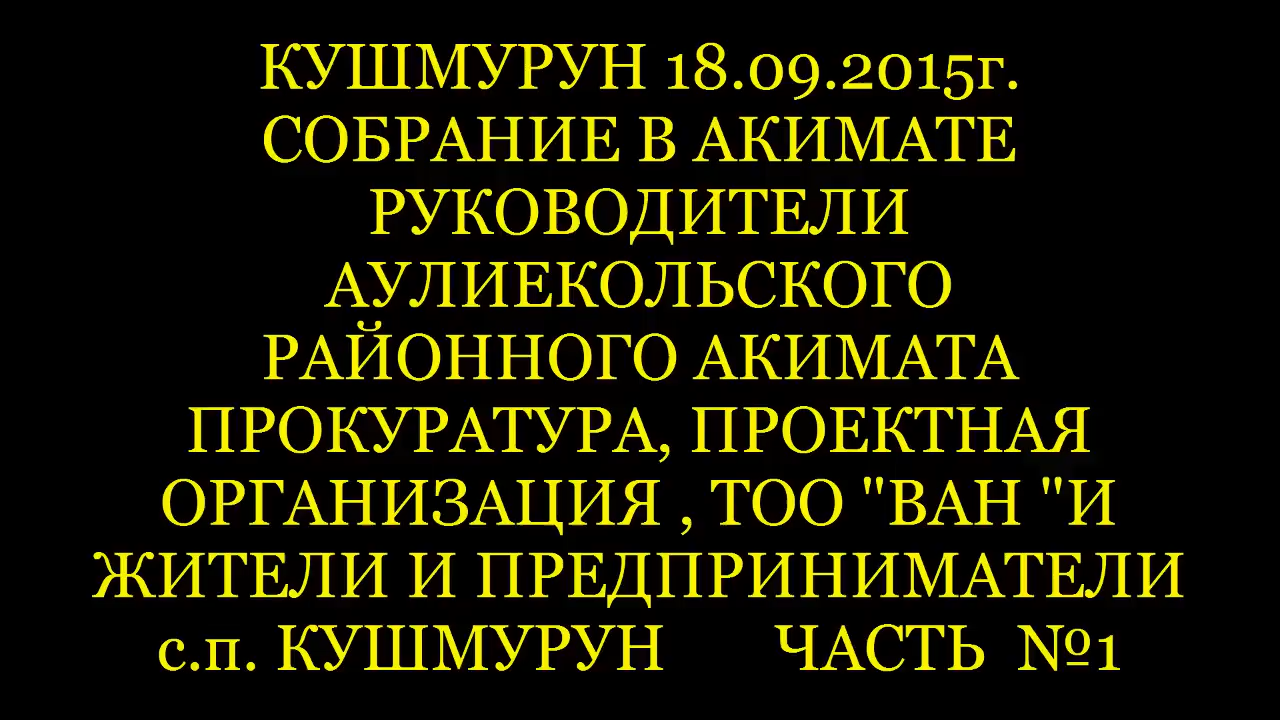 КУШМУРУН 18.09.2015г.
СОБРАНИЕ В АКИМАТЕ
РУКОВОДИТЕЛИ
АУЛИЕКОЛЬСКОГО
РАЙОННОГО АКИМАТА
ПРОКУРАТУРА, ПРОЕКТНАЯ
ОРГАНИЗАЦИЯ , ТОО "ВАН "И
ЖИТЕЛИ И ПРЕДПРИНИМАТЕЛИ
с.п. КУШМУРУН ЧАСТЬ №1